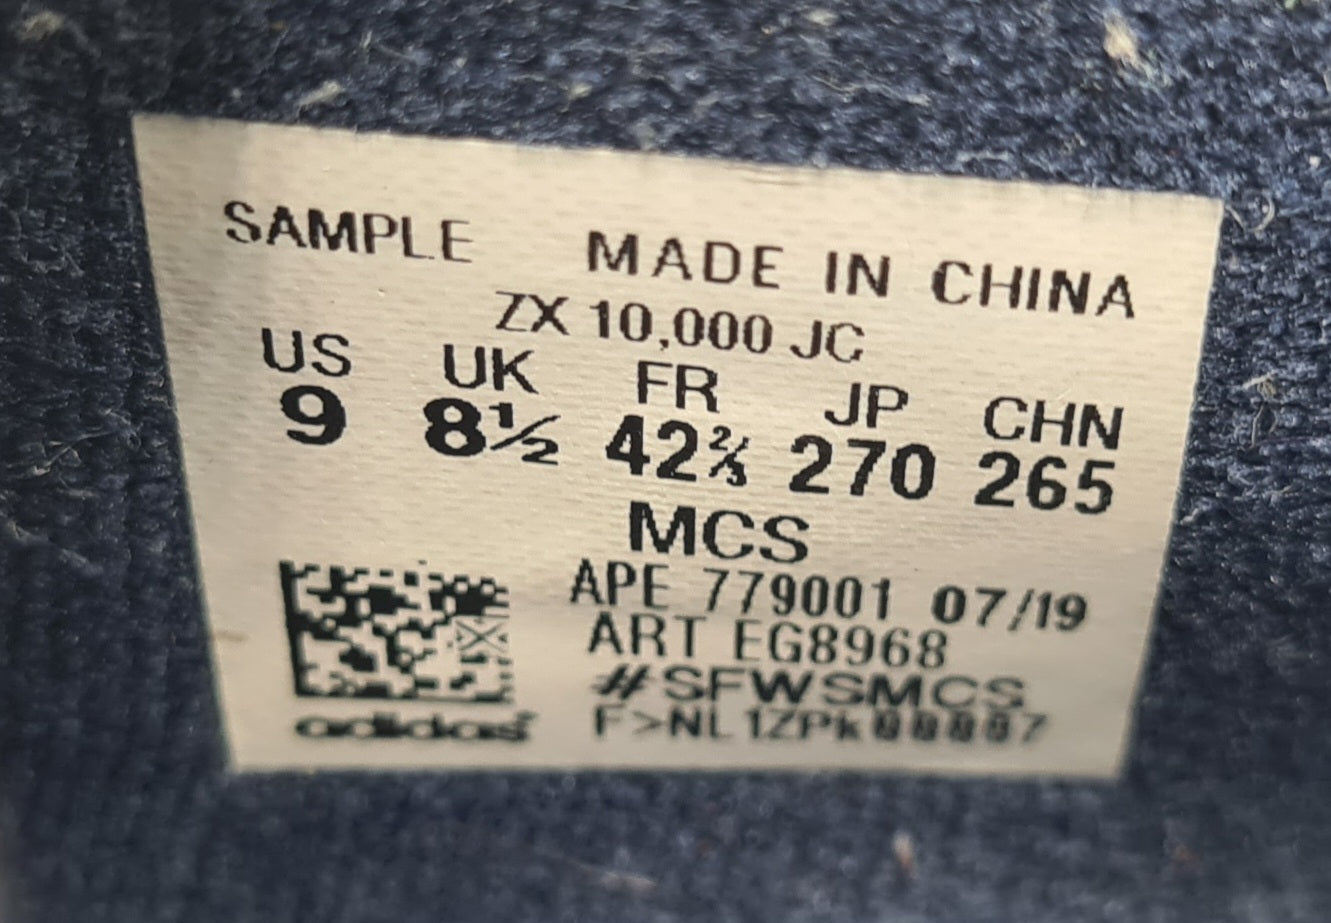 SAMPLE MADE IN CHINA
ZX 10,000 JC
US UK FR JP CHN
9 8½ 42⅔ 270 265
MCS
APE 779001 07/19
ART EG8968
#SFWSMCS
adidas F>NL1ZPk00007